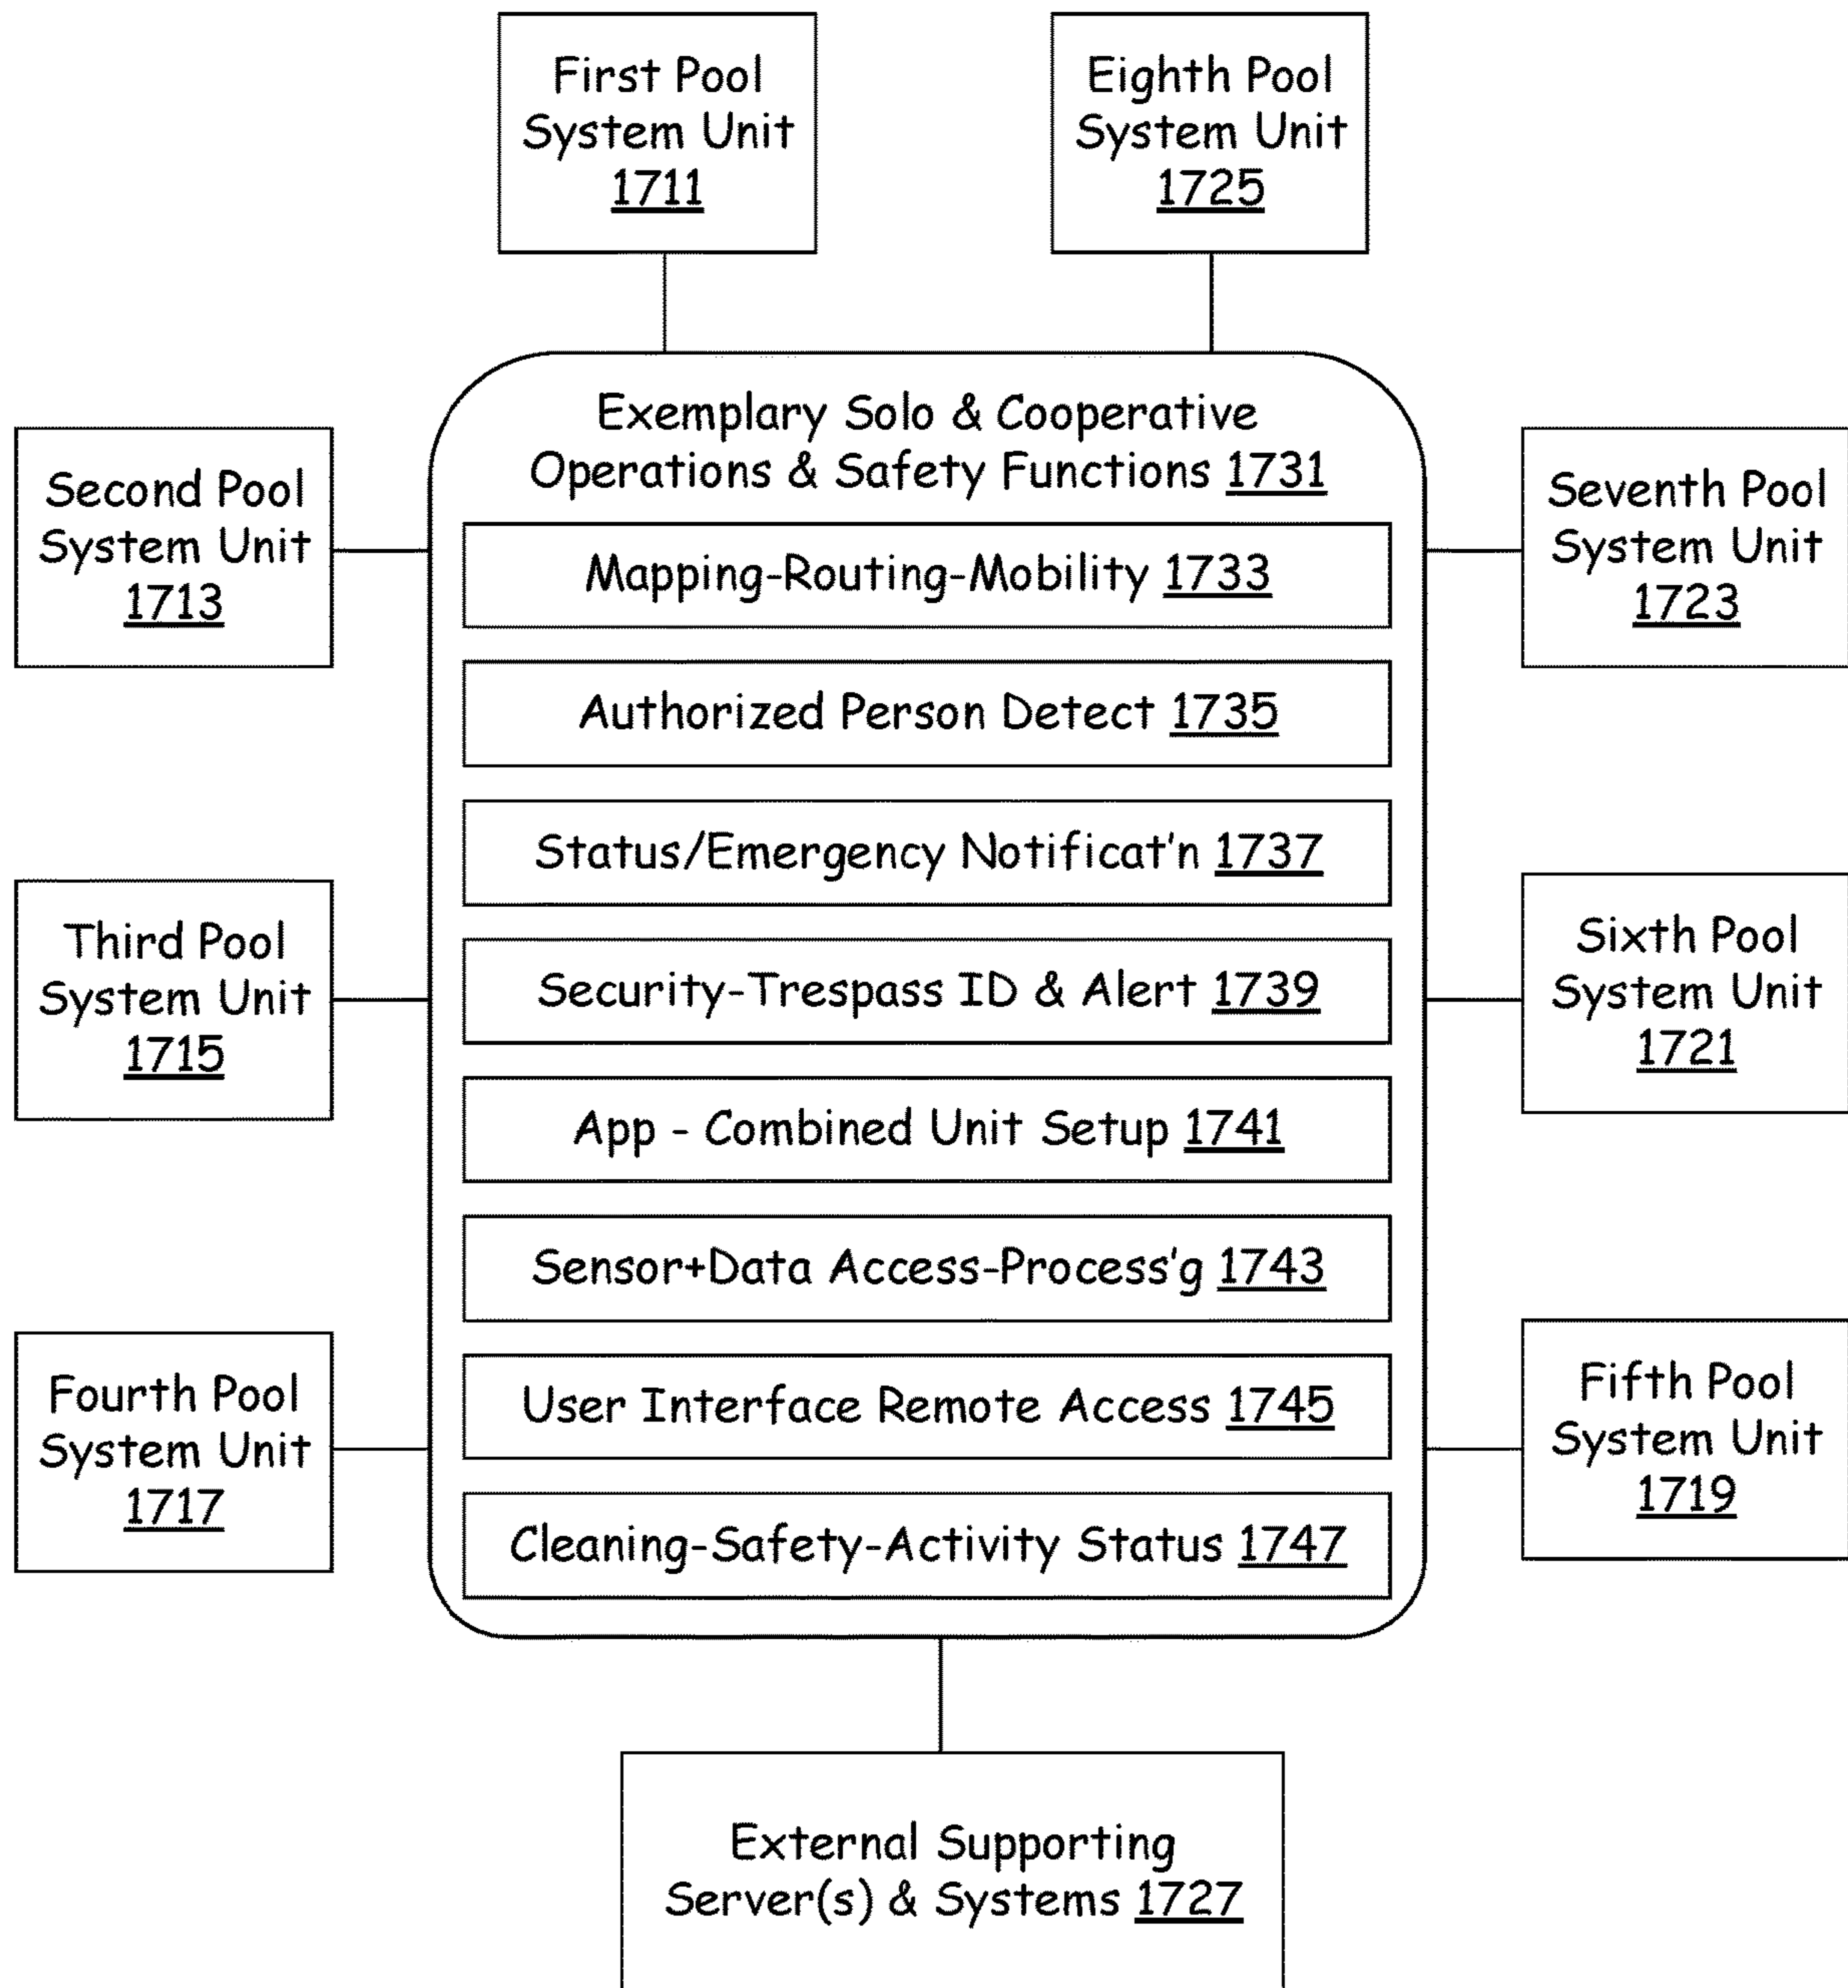 First Pool
System Unit
1711
Eighth Pool
System Unit
1725
Exemplary Solo & Cooperative
Operations & Safety Functions 1731
Second Pool
System Unit
1713
Seventh Pool
System Unit
1723
Mapping-Routing-Mobility 1733
Authorized Person Detect 1735
Status/Emergency Notificat'n 1737
Third Pool
System Unit
1715
Sixth Pool
System Unit
1721
Security-Trespass ID & Alert 1739
App - Combined Unit Setup 1741
Sensor+Data Access-Process'g 1743
Fourth Pool
System Unit
1717
Fifth Pool
System Unit
1719
User Interface Remote Access 1745
Cleaning-Safety-Activity Status 1747
External Supporting
Server(s) & Systems 1727